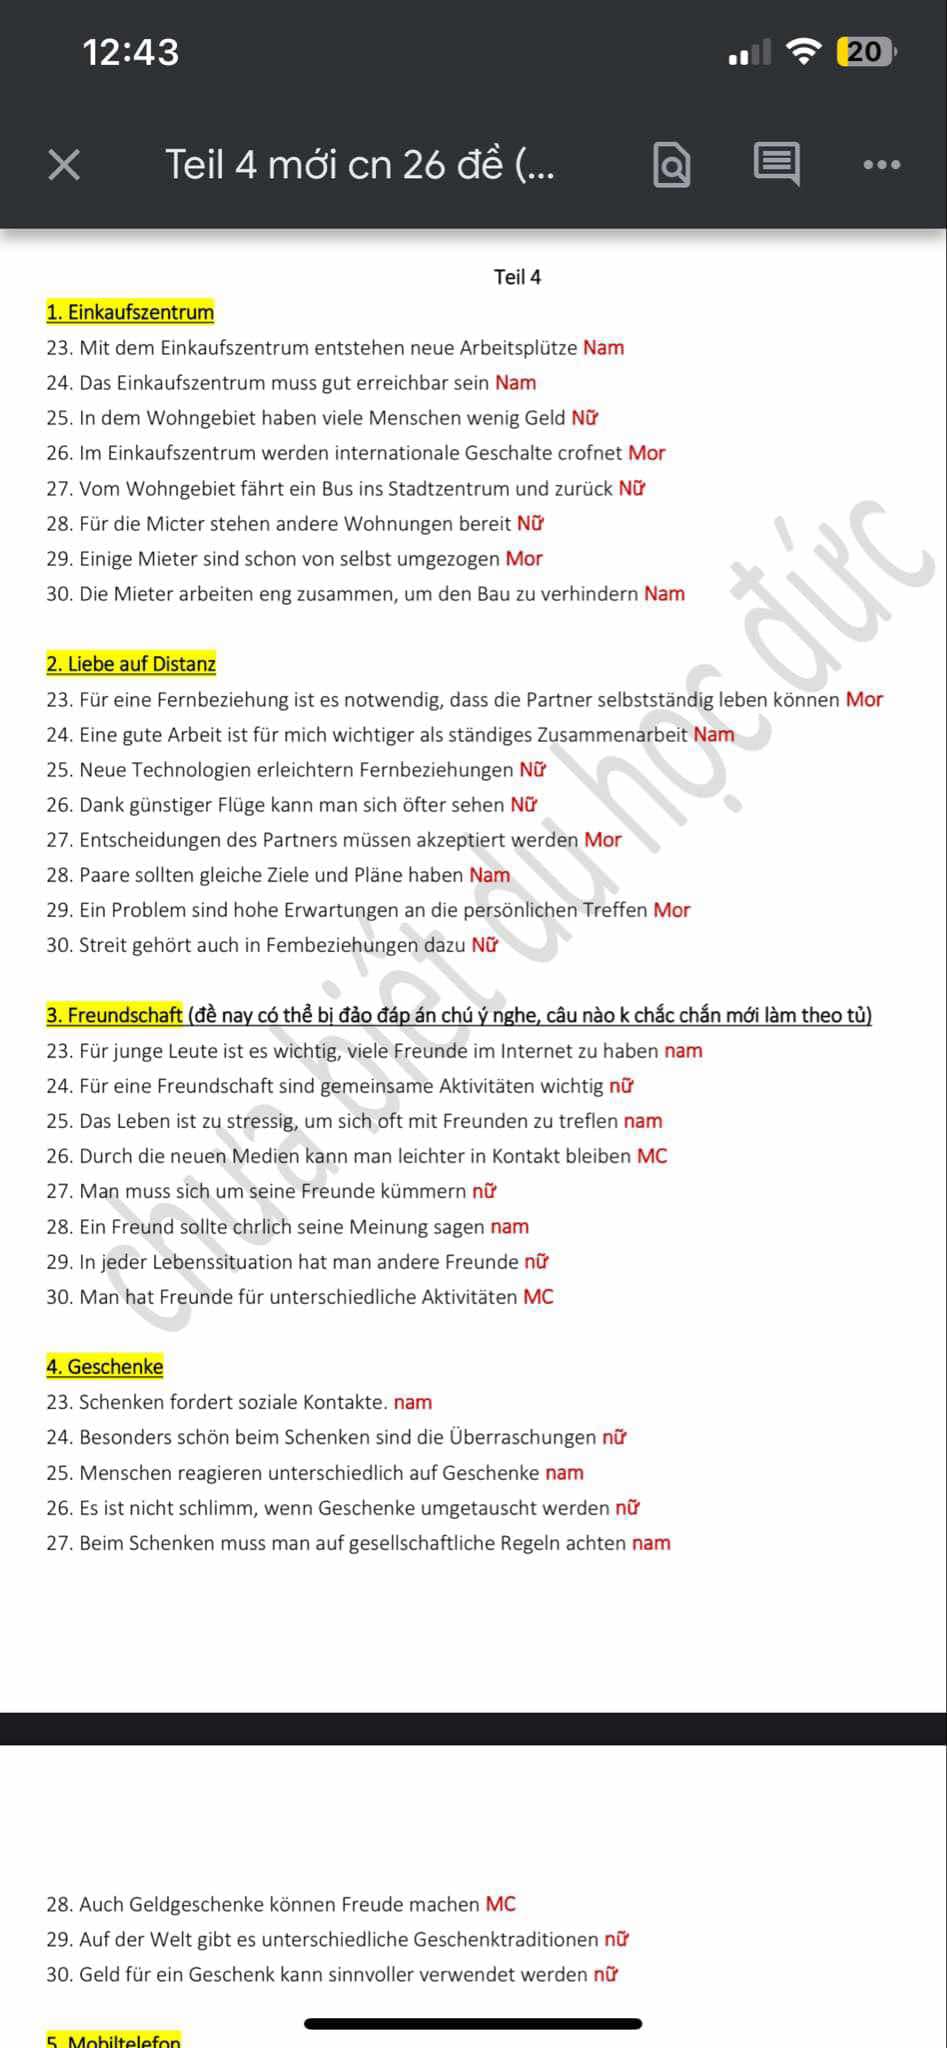 12:43
20
Teil 4 mới cn 26 đề (...
Teil 4
1. Einkaufszentrum
23. Mit dem Einkaufszentrum entstehen neue Arbeitsplütze Nam
24. Das Einkaufszentrum muss gut erreichbar sein Nam
25. In dem Wohngebiet haben viele Menschen wenig Geld Nữ
26. Im Einkaufszentrum werden internationale Geschalte crofnet Mor
27. Vom Wohngebiet fährt ein Bus ins Stadtzentrum und zurück Nữ
28. Für die Micter stehen andere Wohnungen bereit Nữ
29. Einige Mieter sind schon von selbst umgezogen Mor
30. Die Mieter arbeiten eng zusammen, um den Bau zu verhindern Nam
2. Liebe auf Distanz
23. Für eine Fernbeziehung ist es notwendig, dass die Partner selbstständig leben können Mor
24. Eine gute Arbeit ist für mich wichtiger als ständiges Zusammenarbeit Nam
25. Neue Technologien erleichtern Fernbeziehungen Nữ
26. Dank günstiger Flüge kann man sich öfter sehen Nữ
27. Entscheidungen des Partners müssen akzeptiert werden Mor
28. Paare sollten gleiche Ziele und Pläne haben Nam
29. Ein Problem sind hohe Erwartungen an die persönlichen Treffen Mor
30. Streit gehört auch in Fembeziehungen dazu Nữ
3. Freundschaft (đề nay có thể bị đảo đáp án chú ý nghe, câu nào k chắc chắn mới làm theo tủ)
23. Für junge Leute ist es wichtig, viele Freunde im Internet zu haben nam
24. Für eine Freundschaft sind gemeinsame Aktivitäten wichtig nữ
25. Das Leben ist zu stressig, um sich oft mit Freunden zu treflen nam
26. Durch die neuen Medien kann man leichter in Kontakt bleiben MC
27. Man muss sich um seine Freunde kümmern nữ
28. Ein Freund sollte chrlich seine Meinung sagen nam
29. In jeder Lebenssituation hat man andere Freunde nữ
30. Man hat Freunde für unterschiedliche Aktivitäten MC
4. Geschenke
23. Schenken fordert soziale Kontakte. nam
24. Besonders schön beim Schenken sind die Überraschungen nữ
25. Menschen reagieren unterschiedlich auf Geschenke nam
26. Es ist nicht schlimm, wenn Geschenke umgetauscht werden nữ
27. Beim Schenken muss man auf gesellschaftliche Regeln achten nam
chưa biết du học đức
28. Auch Geldgeschenke können Freude machen MC
29. Auf der Welt gibt es unterschiedliche Geschenktraditionen nữ
30. Geld für ein Geschenk kann sinnvoller verwendet werden nữ
5. Mobiltelefon